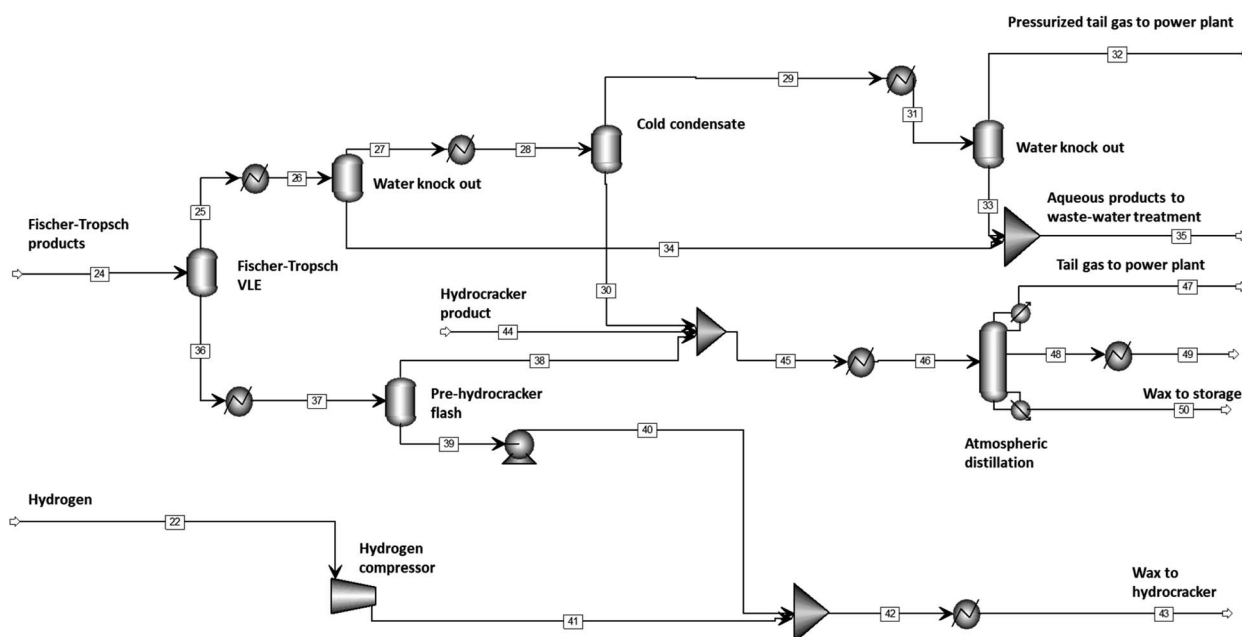 Pressurized tail gas to power plant
32
29
Cold condensate
31
27
28
Water knock out
26
Water knock out
25
33
Aqueous products to
waste-water treatment
Fischer-Tropsch
products
34
35
24
Fischer-Tropsch
VLE
Tail gas to power plant
30
47
Hydrocracker
product
44
38
45
46
48
49
36
37
Pre-hydrocracker
flash
Wax to storage
50
39
40
Atmospheric
distillation
Hydrogen
22
Hydrogen
compressor
Wax to
hydrocracker
41
42
43